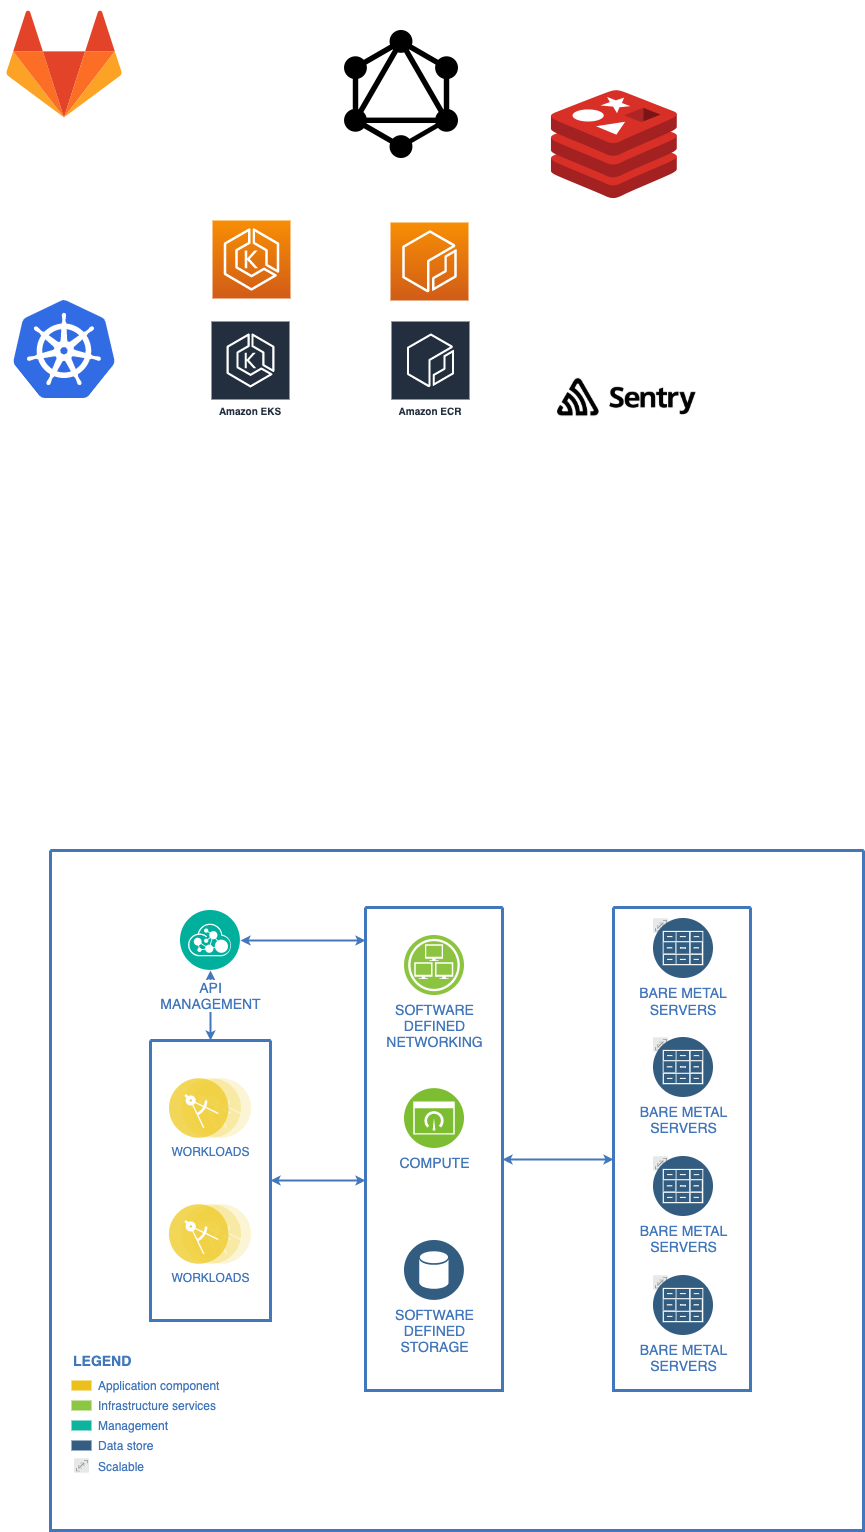 Amazon EKS
Amazon ECR
Sentry
API
MANAGEMENT
WORKLOADS
WORKLOADS
SOFTWARE
DEFINED
NETWORKING
COMPUTE
SOFTWARE
DEFINED
STORAGE
BARE METAL
SERVERS
BARE METAL
SERVERS
BARE METAL
SERVERS
BARE METAL
SERVERS
LEGEND
Application component
Infrastructure services
Management
Data store
Scalable